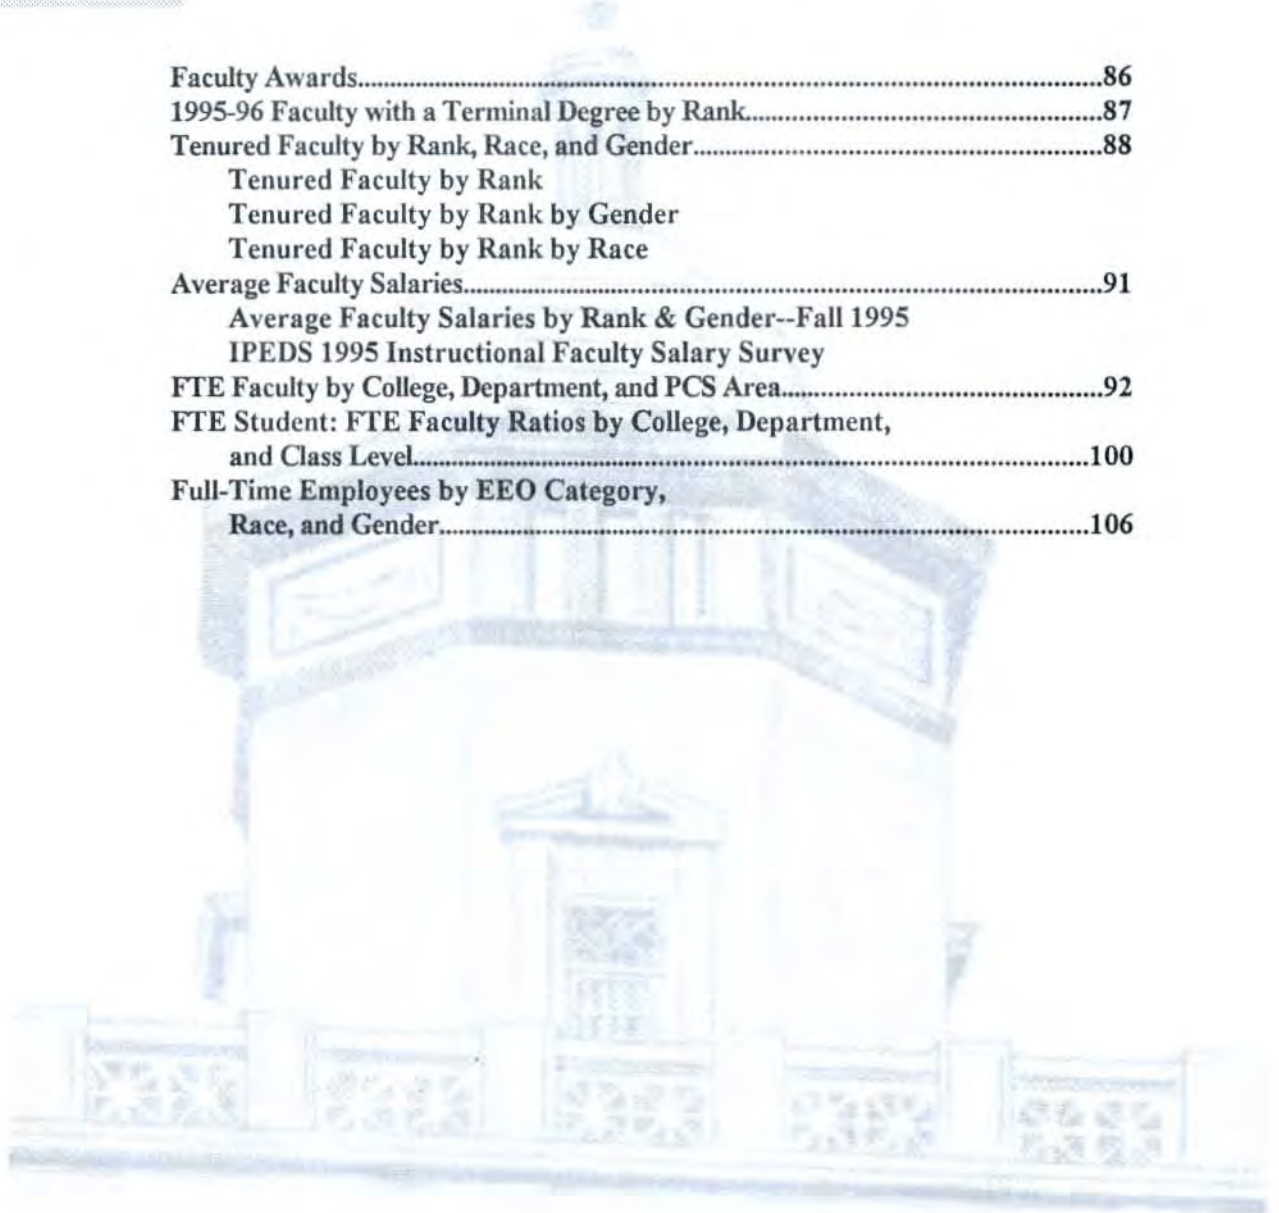 Faculty Awards..........86
1995-96 Faculty with a Terminal Degree by Rank..........87
Tenured Faculty by Rank, Race, and Gender..........88
Tenured Faculty by Rank
Tenured Faculty by Rank by Gender
Tenured Faculty by Rank by Race
Average Faculty Salaries..........91
Average Faculty Salaries by Rank & Gender--Fall 1995
IPEDS 1995 Instructional Faculty Salary Survey
FTE Faculty by College, Department, and PCS Area..........92
FTE Student: FTE Faculty Ratios by College, Department,
and Class Level..........100
Full-Time Employees by EEO Category,
Race, and Gender..........106